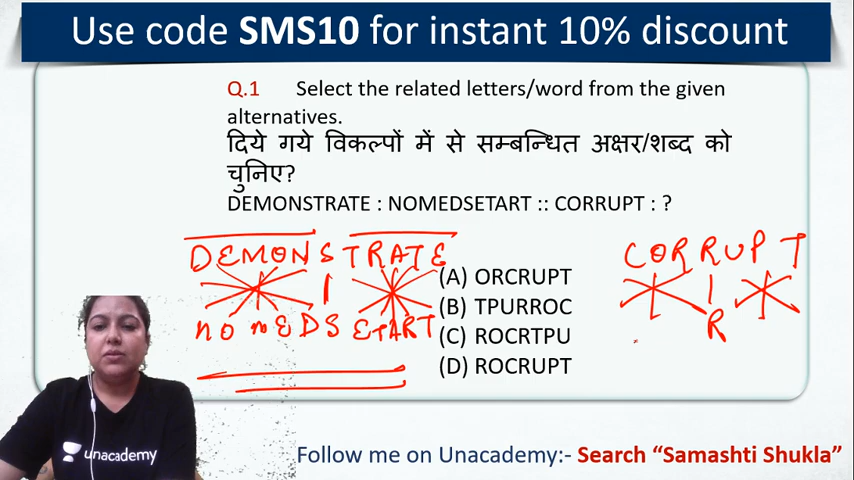 Use code SMS10 for instant 10% discount
Q.1 Select the related letters/word from the given
alternatives.
दिये गये विकल्पों में से सम्बन्धित अक्षर/शब्द को
चुनिए?
DEMONSTRATE : NOMEDSETART :: CORRUPT : ?
DEMONSTRATE
NOMEDSETART
CORRUPT
R
(A) ORCRUPT
(B) TPURROC
(C) ROCRTPU
(D) ROCRUPT
unacademy
Follow me on Unacademy:- Search “Samashti Shukla”